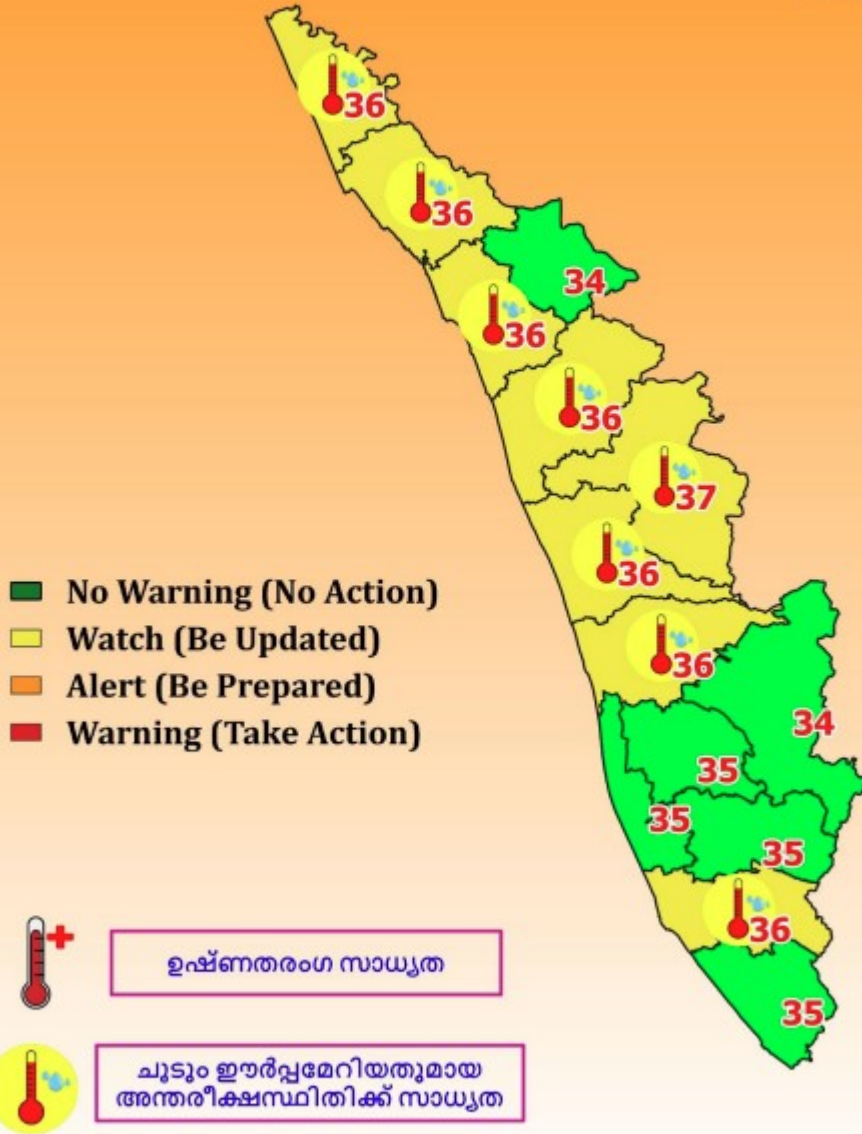 36
36
34
36
36
37
36
No Warning (No Action)
Watch (Be Updated)
36
Alert (Be Prepared)
Warning (Take Action)
34
35
35
35
36
ഉഷ്ണതരംഗ സാധ്യത
35
ചൂടും ഈർപ്പമേറിയതുമായ
അന്തരീക്ഷസ്ഥിതിക്ക് സാധ്യത